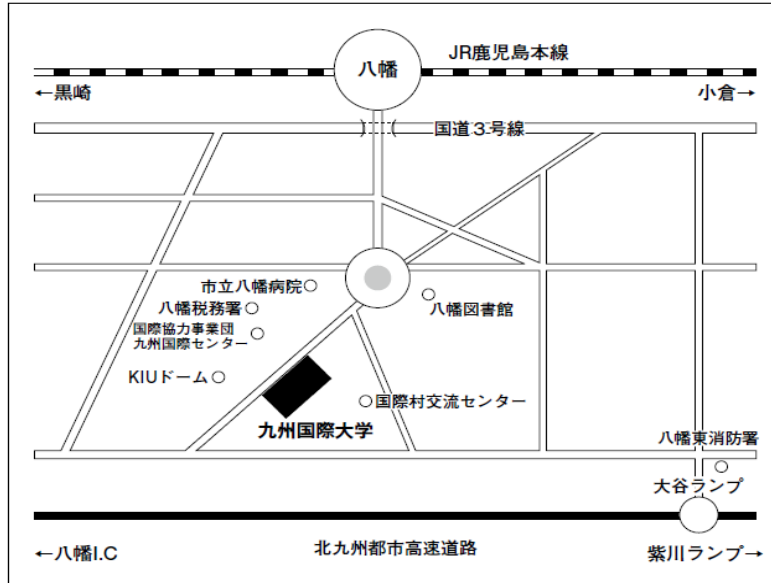 JR鹿児島本線
八幡
←黒崎
小倉→
国道３号線
市立八幡病院
八幡税務署
八幡図書館
国際協力事業団
九州国際センター
KIUドーム
国際村交流センター
九州国際大学
八幡東消防署
大谷ランプ
北九州都市高速道路
←八幡I.C
紫川ランプ→